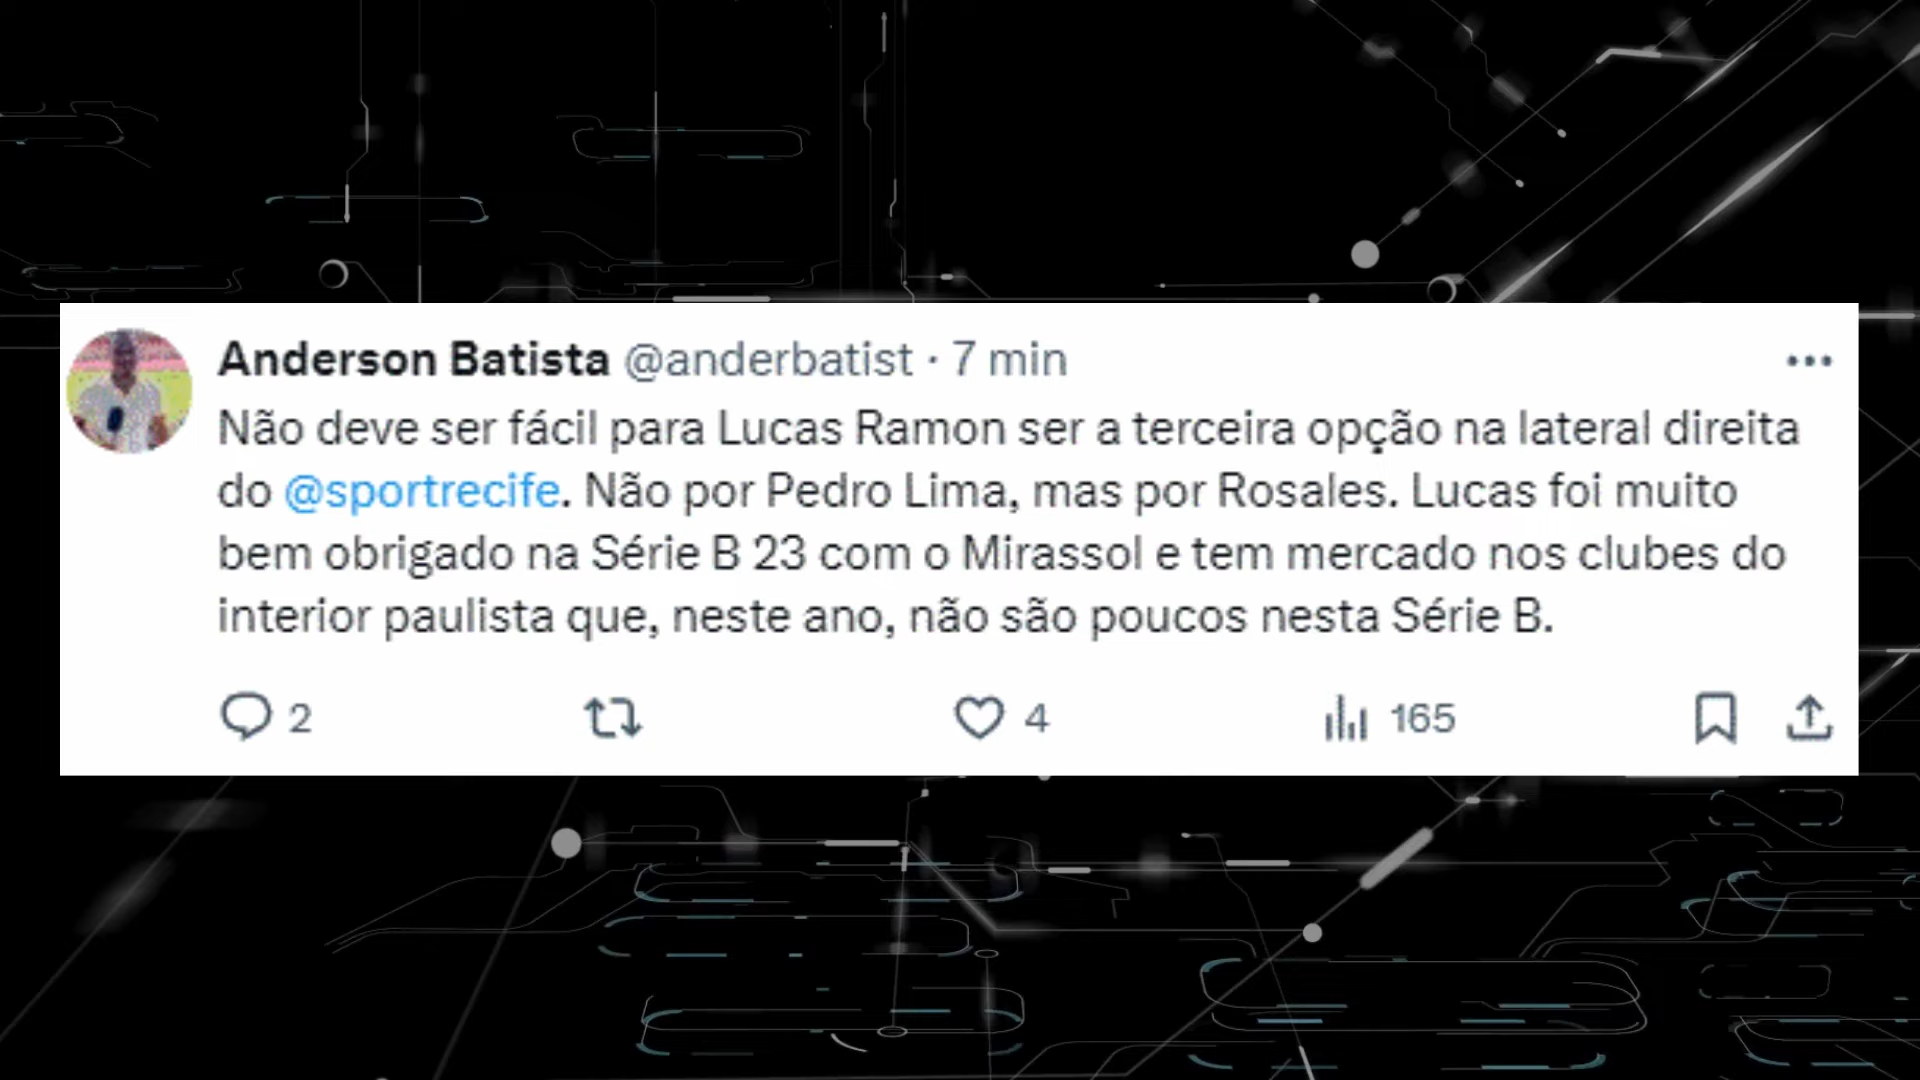 Anderson Batista @anderbatist · 7 min
Não deve ser fácil para Lucas Ramon ser a terceira opção na lateral direita
do @sportrecife. Não por Pedro Lima, mas por Rosales. Lucas foi muito
bem obrigado na Série B 23 com o Mirassol e tem mercado nos clubes do
interior paulista que, neste ano, não são poucos nesta Série B.
2 4 165